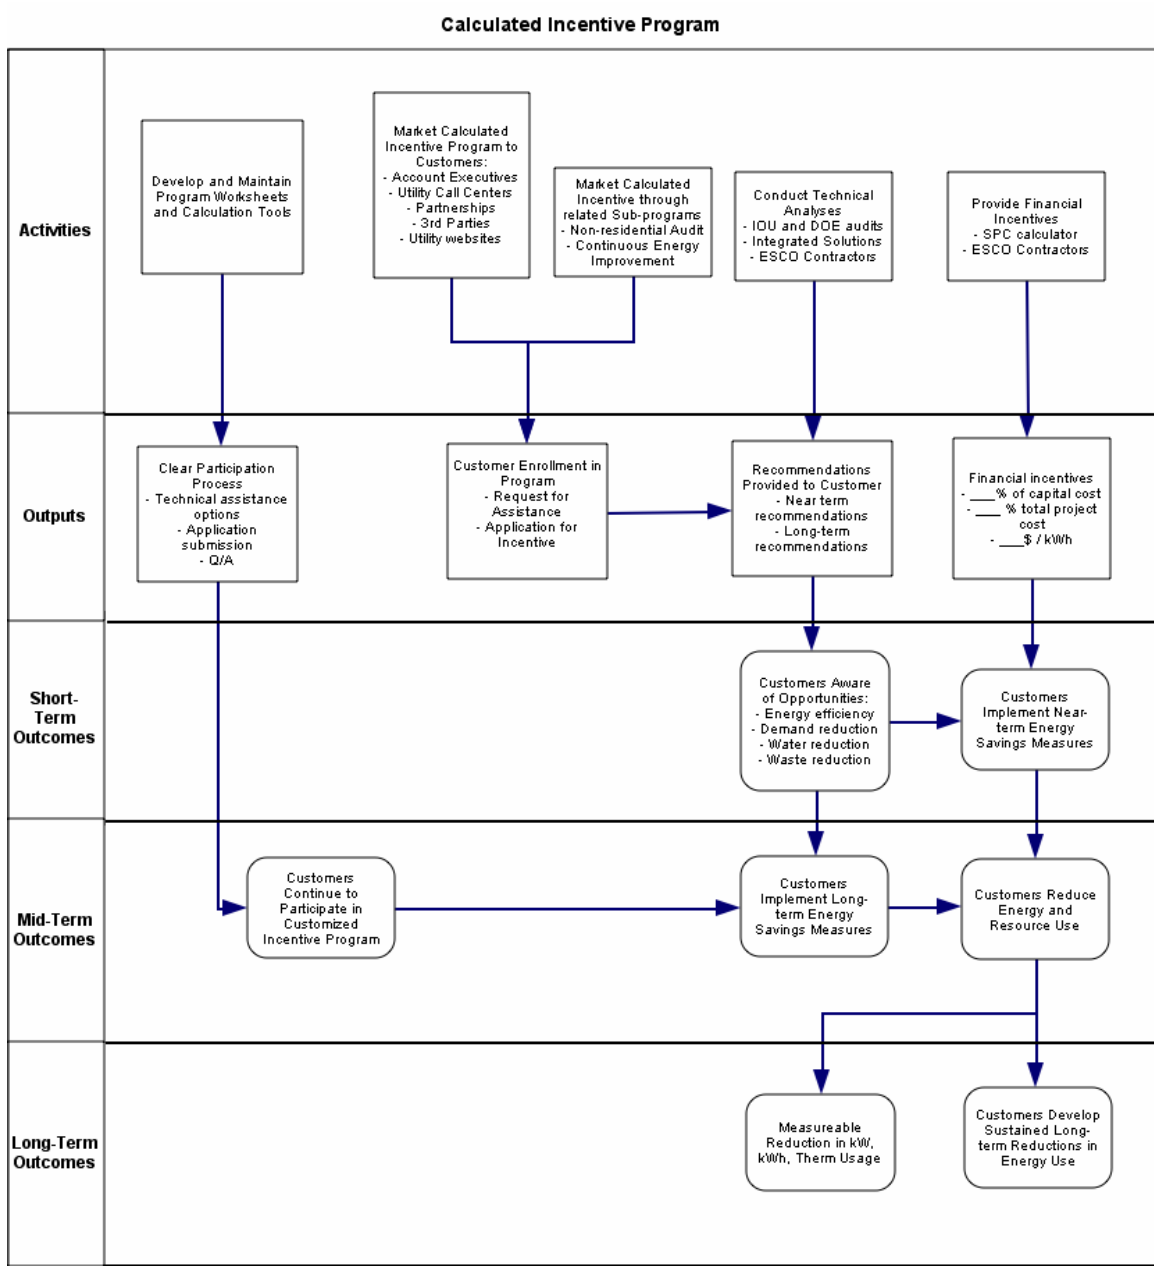 Calculated Incentive Program
Activities
Develop and Maintain
Program Worksheets
and Calculation Tools
Market Calculated
Incentive Program to
Customers:
- Account Executives
- Utility Call Centers
- Partnerships
- 3rd Parties
- Utility websites
Market Calculated
Incentive through
related Sub-programs
- Non-residential Audit
- Continuous Energy
Improvement
Conduct Technical
Analyses
- IOU and DOE audits
- Integrated Solutions
- ESCO Contractors
Provide Financial
Incentives
- SPC calculator
- ESCO Contractors
Outputs
Clear Participation
Process
- Technical assistance
options
- Application
submission
- Q/A
Customer Enrollment in
Program
- Request for
Assistance
- Application for
Incentive
Recommendations
Provided to Customer
- Near term
recommendations
- Long-term
recommendations
Financial incentives
- ___% of capital cost
- ___ % total project
cost
- ___$ / kWh
Short-
Term
Outcomes
Customers Aware
of Opportunities:
- Energy efficiency
- Demand reduction
- Water reduction
- Waste reduction
Customers
Implement Near-
term Energy
Savings Measures
Mid-Term
Outcomes
Customers
Continue to
Participate in
Customized
Incentive Program
Customers
Implement Long-
term Energy
Savings Measures
Customers Reduce
Energy and
Resource Use
Long-Term
Outcomes
Measureable
Reduction in kW,
kWh, Therm Usage
Customers Develop
Sustained Long-
term Reductions in
Energy Use